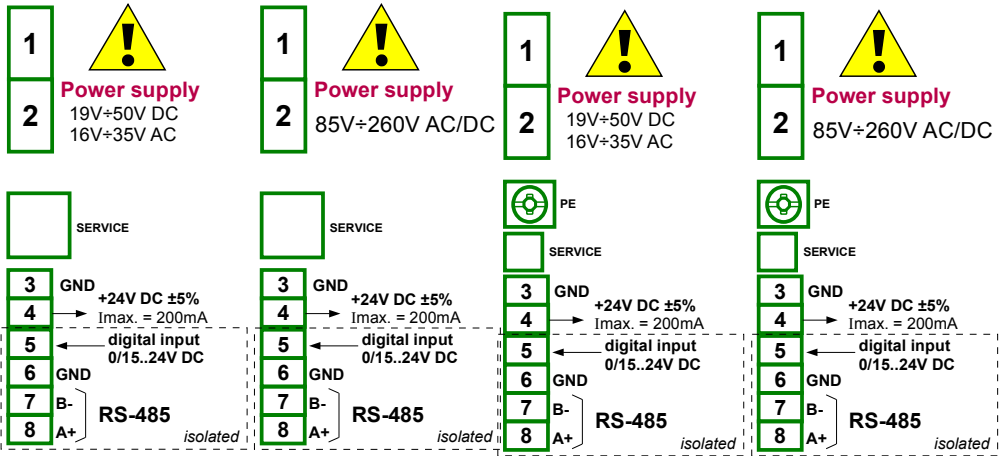 1
2
Power supply
19V÷50V DC
16V÷35V AC
SERVICE
3 GND
4 +24V DC ±5%
Imax. = 200mA
5 digital input
0/15..24V DC
6 GND
7 B-
8 A+
RS-485
isolated
1
2
Power supply
85V÷260V AC/DC
SERVICE
3 GND
4 +24V DC ±5%
Imax. = 200mA
5 digital input
0/15..24V DC
6 GND
7 B-
8 A+
RS-485
isolated
1
2
Power supply
19V÷50V DC
16V÷35V AC
PE
SERVICE
3 GND
4 +24V DC ±5%
Imax. = 200mA
5 digital input
0/15..24V DC
6 GND
7 B-
8 A+
RS-485
isolated
1
2
Power supply
85V÷260V AC/DC
PE
SERVICE
3 GND
4 +24V DC ±5%
Imax. = 200mA
5 digital input
0/15..24V DC
6 GND
7 B-
8 A+
RS-485
isolated